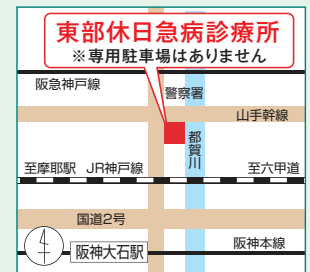 東部休日急病診療所
※専用駐車場はありません
阪急神戸線
警察署
山手幹線
都賀川
至摩耶駅 JR神戸線
至六甲道
国道2号
阪神大石駅
阪神本線